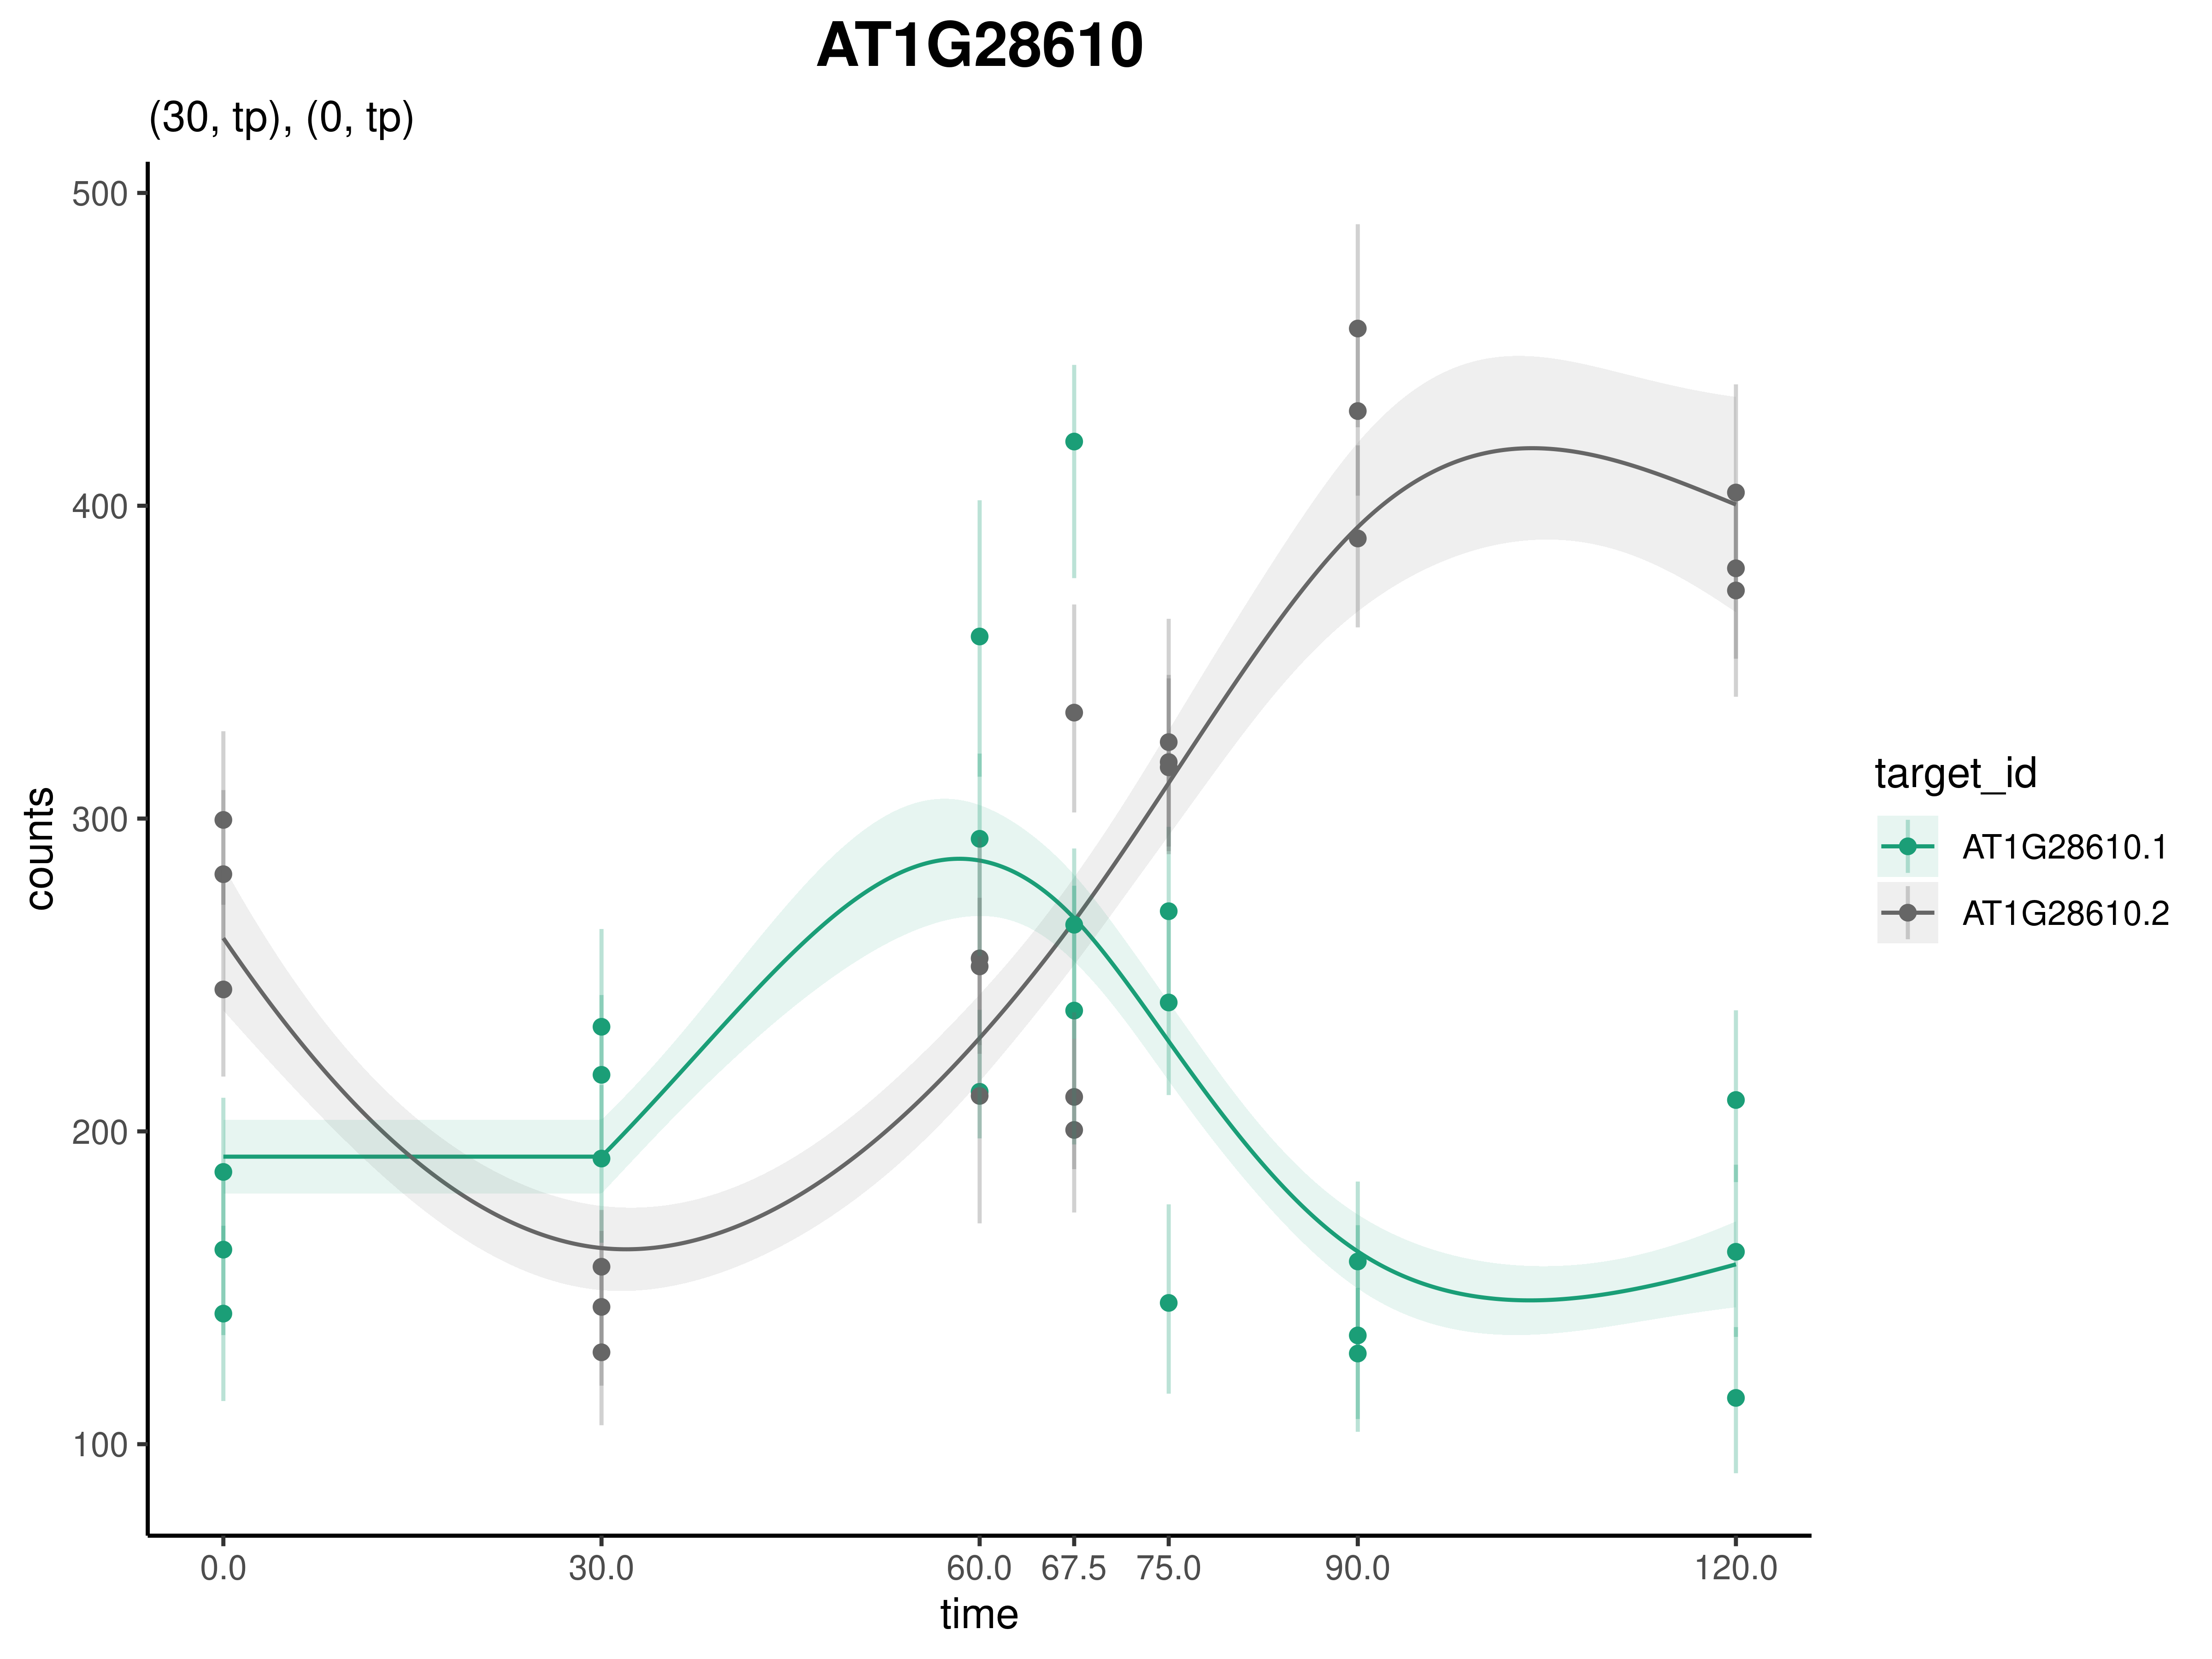 AT1G28610
(30, tp), (0, tp)
500
400
300
200
100
counts
0.0 30.0 60.0 67.5 75.0 90.0 120.0
time
target_id
AT1G28610.1
AT1G28610.2